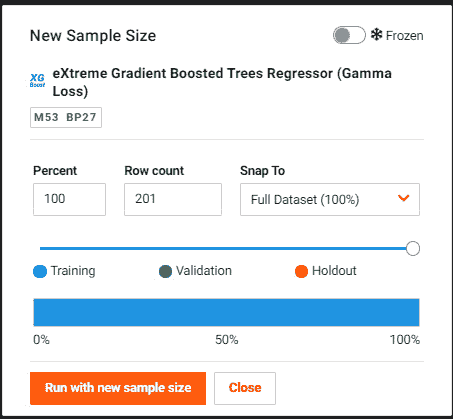 New Sample Size
Frozen
XG
Boost
eXtreme Gradient Boosted Trees Regressor (Gamma
Loss)
M53 BP27
Percent
Row count
Snap To
100
201
Full Dataset (100%)
Training
Validation
Holdout
0%
50%
100%
Run with new sample size
Close